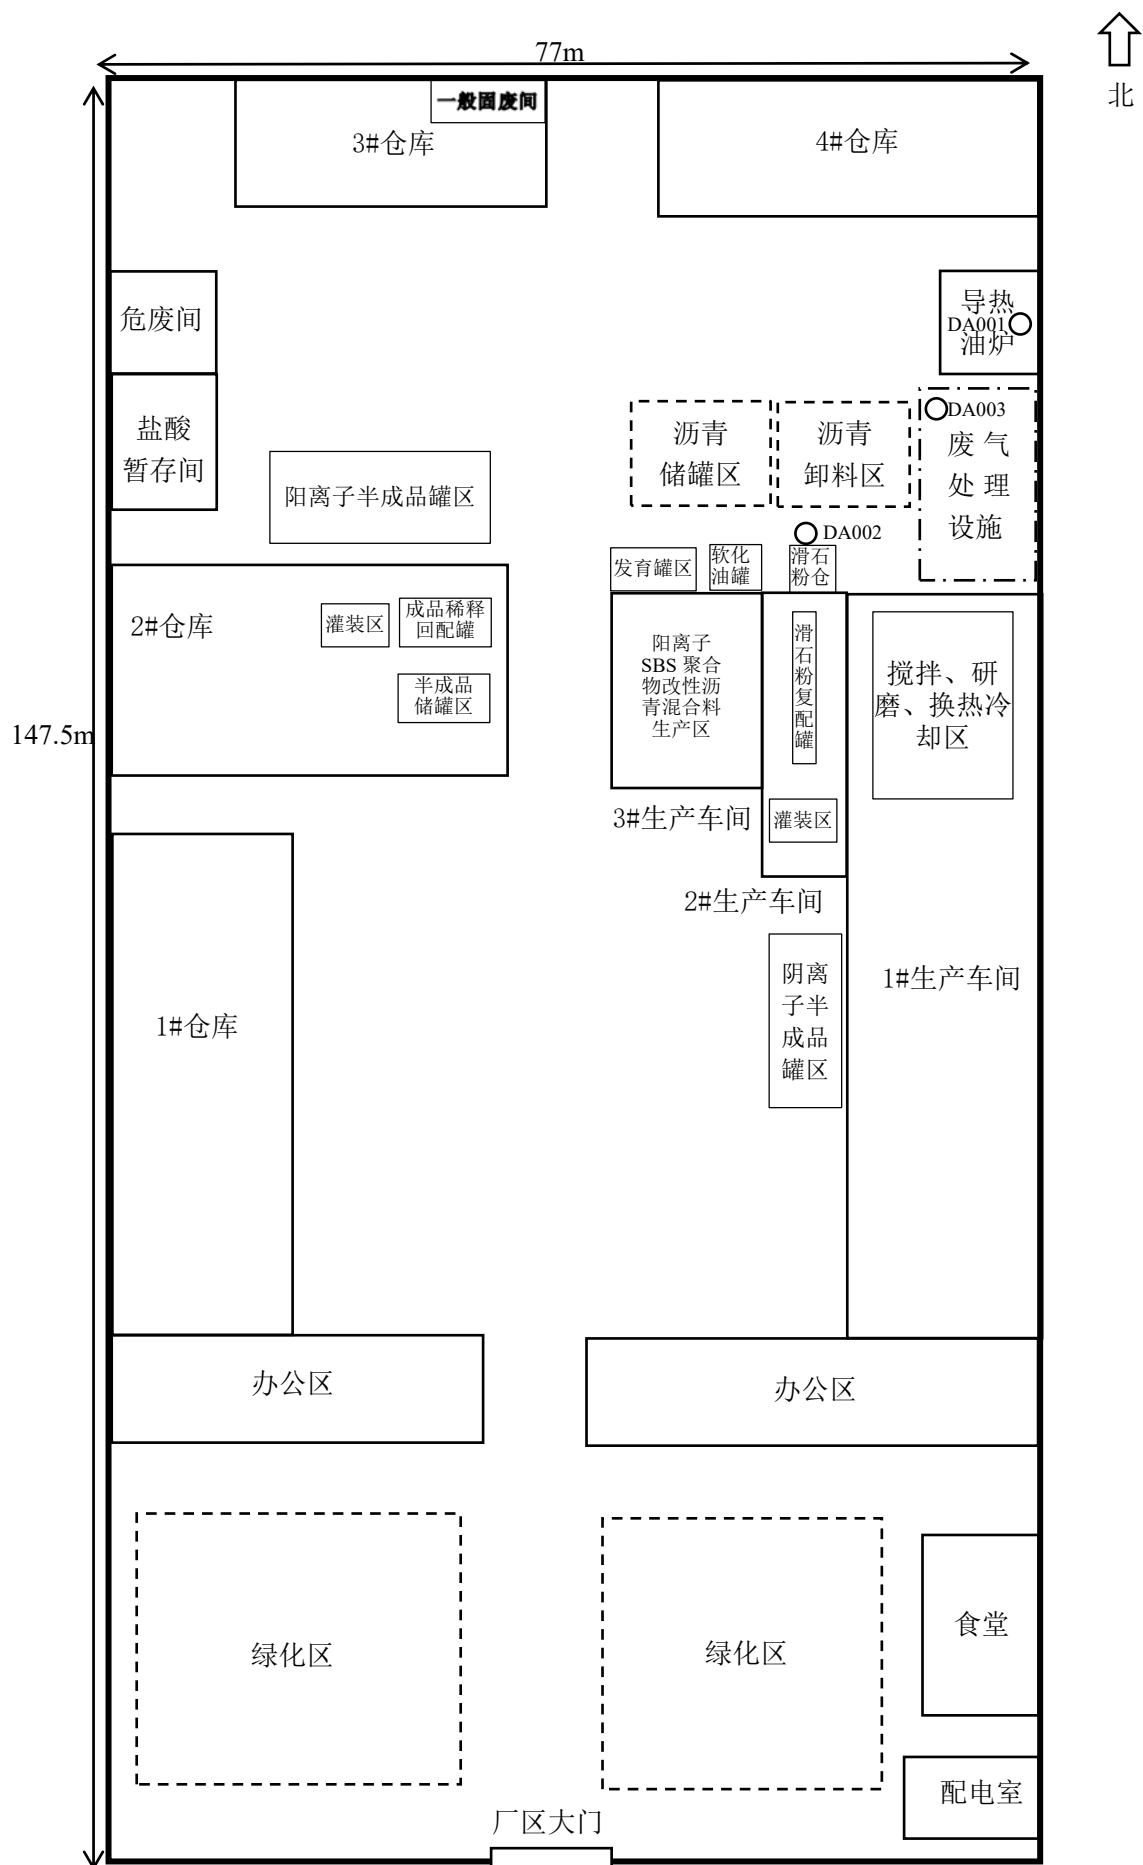 77m
北
一般固废间
3#仓库
4#仓库
危废间
导热
DA001
油炉
盐酸
暂存间
沥青
储罐区
沥青
卸料区
DA003
废 气
处 理
设施
阳离子半成品罐区
DA002
发育罐区
软化
油罐
滑石
粉仓
2#仓库
灌装区
成品稀释
回配罐
半成品
储罐区
阳离子
SBS 聚合
物改性沥
青混合料
生产区
滑
石
粉
复
配
罐
搅拌、研
磨、换热冷
却区
147.5m
3#生产车间
灌装区
2#生产车间
阴离
子半
成品
罐区
1#生产车间
1#仓库
办公区
办公区
绿化区
绿化区
食堂
配电室
厂区大门